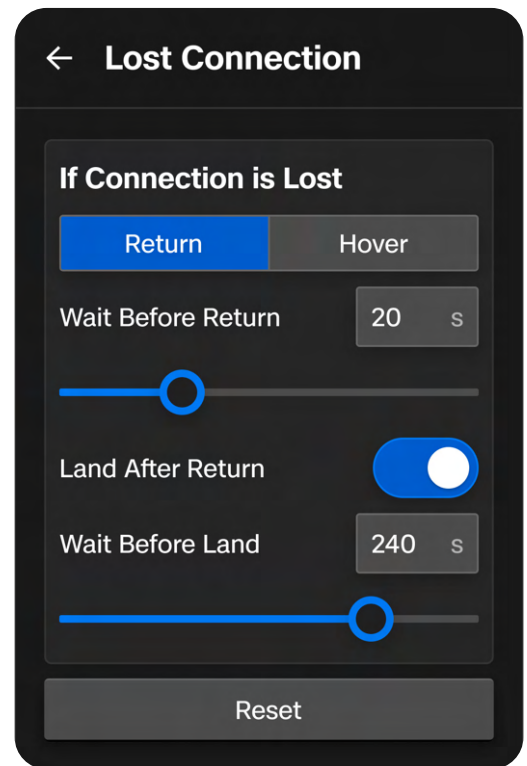 Lost Connection
If Connection is Lost
Return Hover
Wait Before Return 20 s
Land After Return
Wait Before Land 240 s
Reset